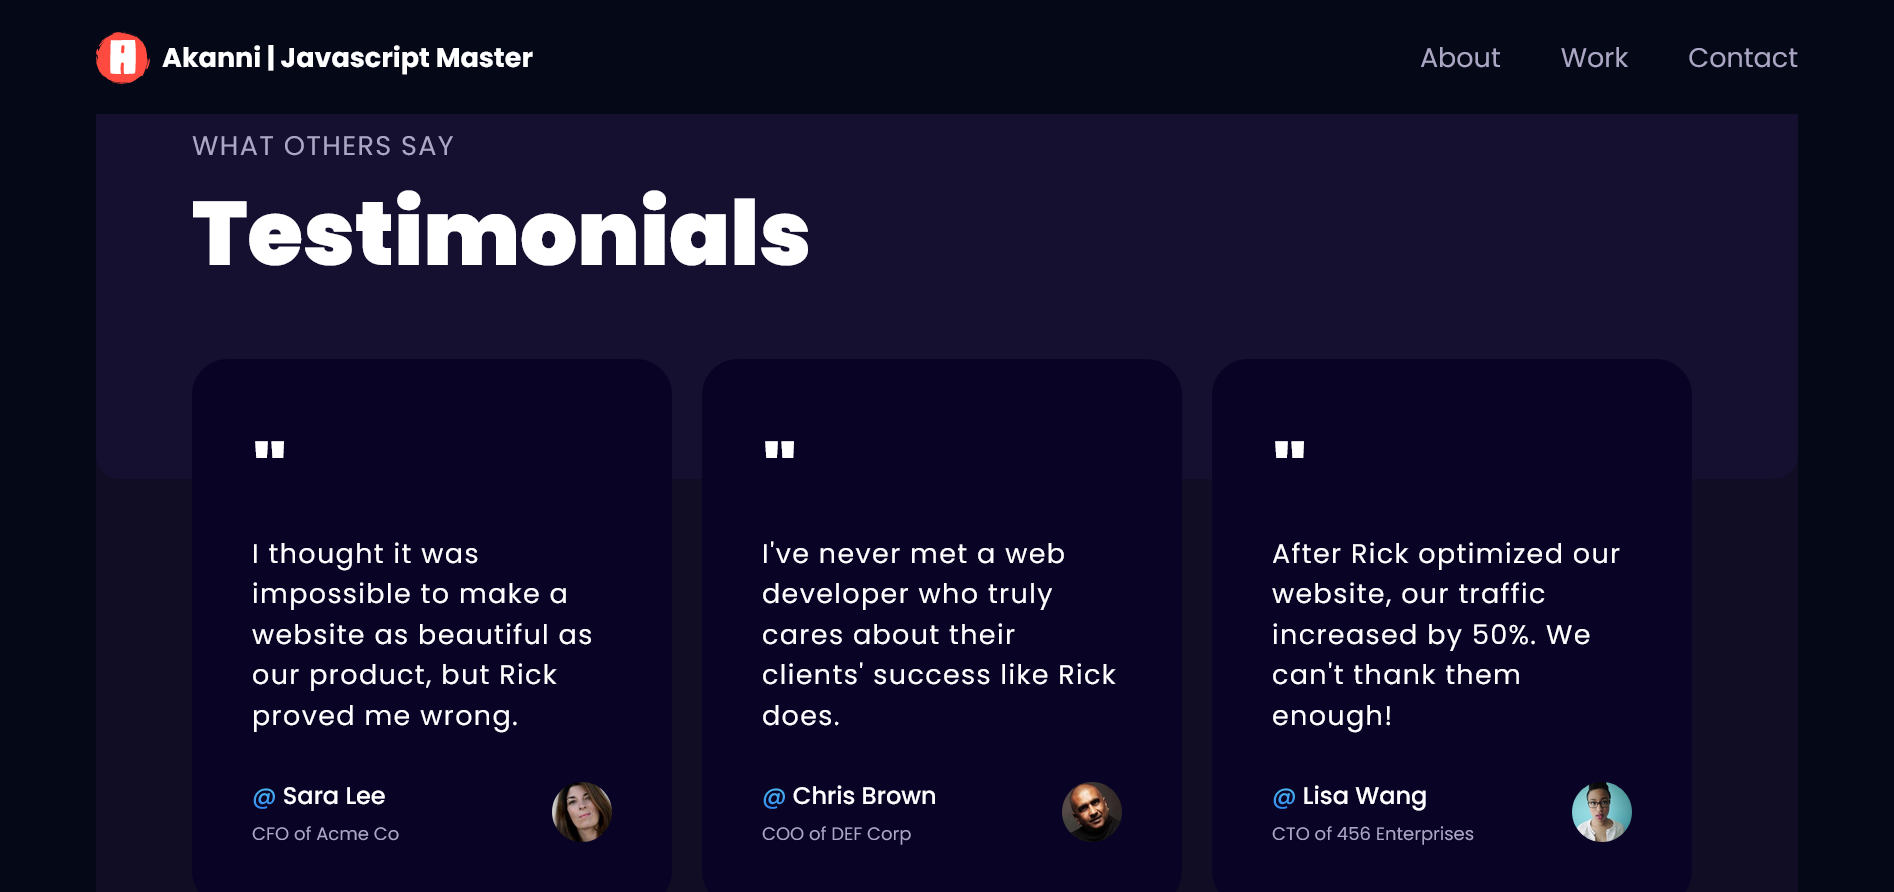 A Akanni | Javascript Master
About Work Contact
WHAT OTHERS SAY
Testimonials
"
I thought it was
impossible to make a
website as beautiful as
our product, but Rick
proved me wrong.
@ Sara Lee
CFO of Acme Co
"
I've never met a web
developer who truly
cares about their
clients' success like Rick
does.
@ Chris Brown
COO of DEF Corp
"
After Rick optimized our
website, our traffic
increased by 50%. We
can't thank them
enough!
@ Lisa Wang
CTO of 456 Enterprises